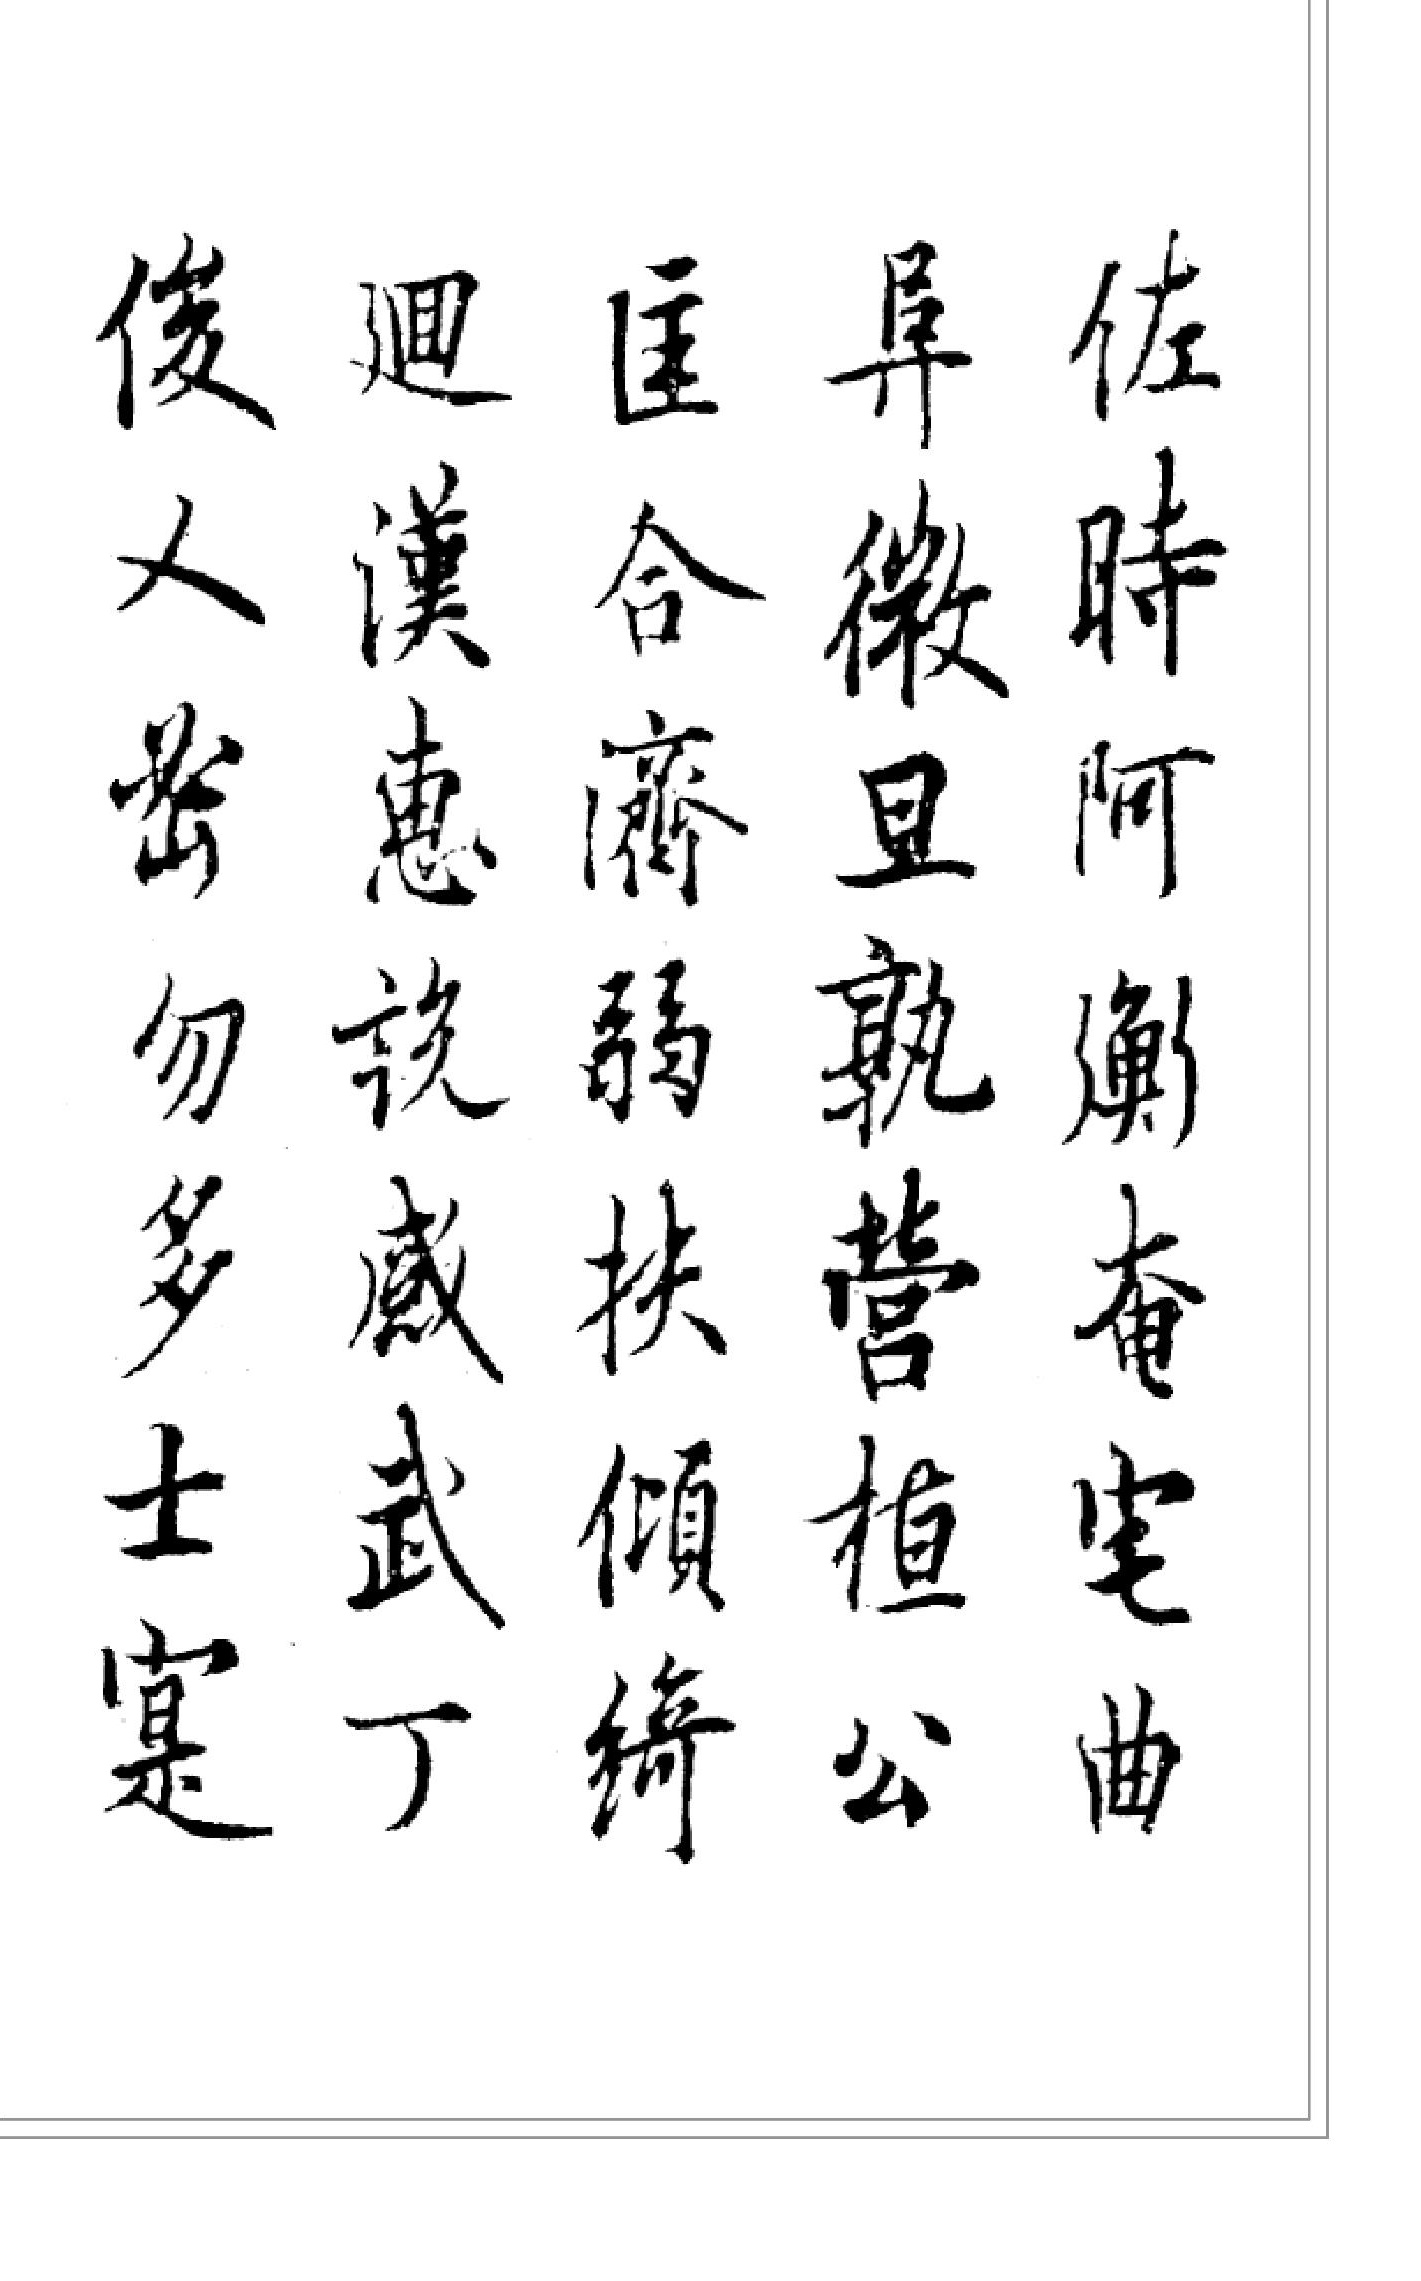 佐時阿衡奄宅曲
阜微旦孰營植公
匡合濟弱扶傾綺
迴漢惠說感武丁
俊乂密勿多士寔